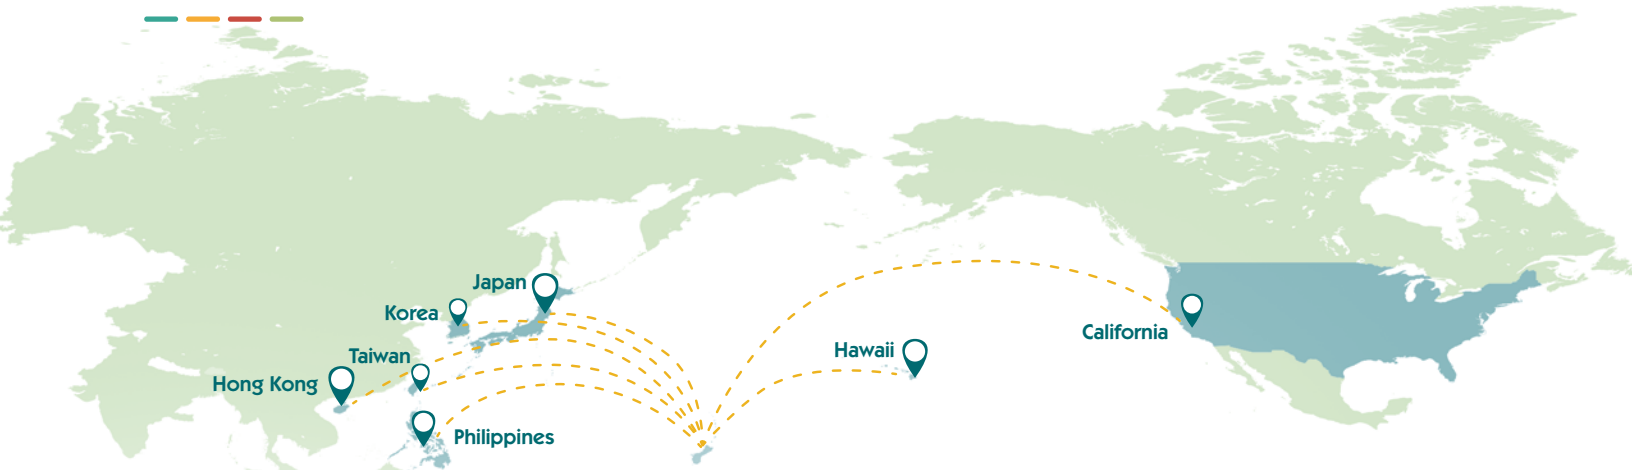 Japan
Korea
Taiwan
Hong Kong
Philippines
Hawaii
California